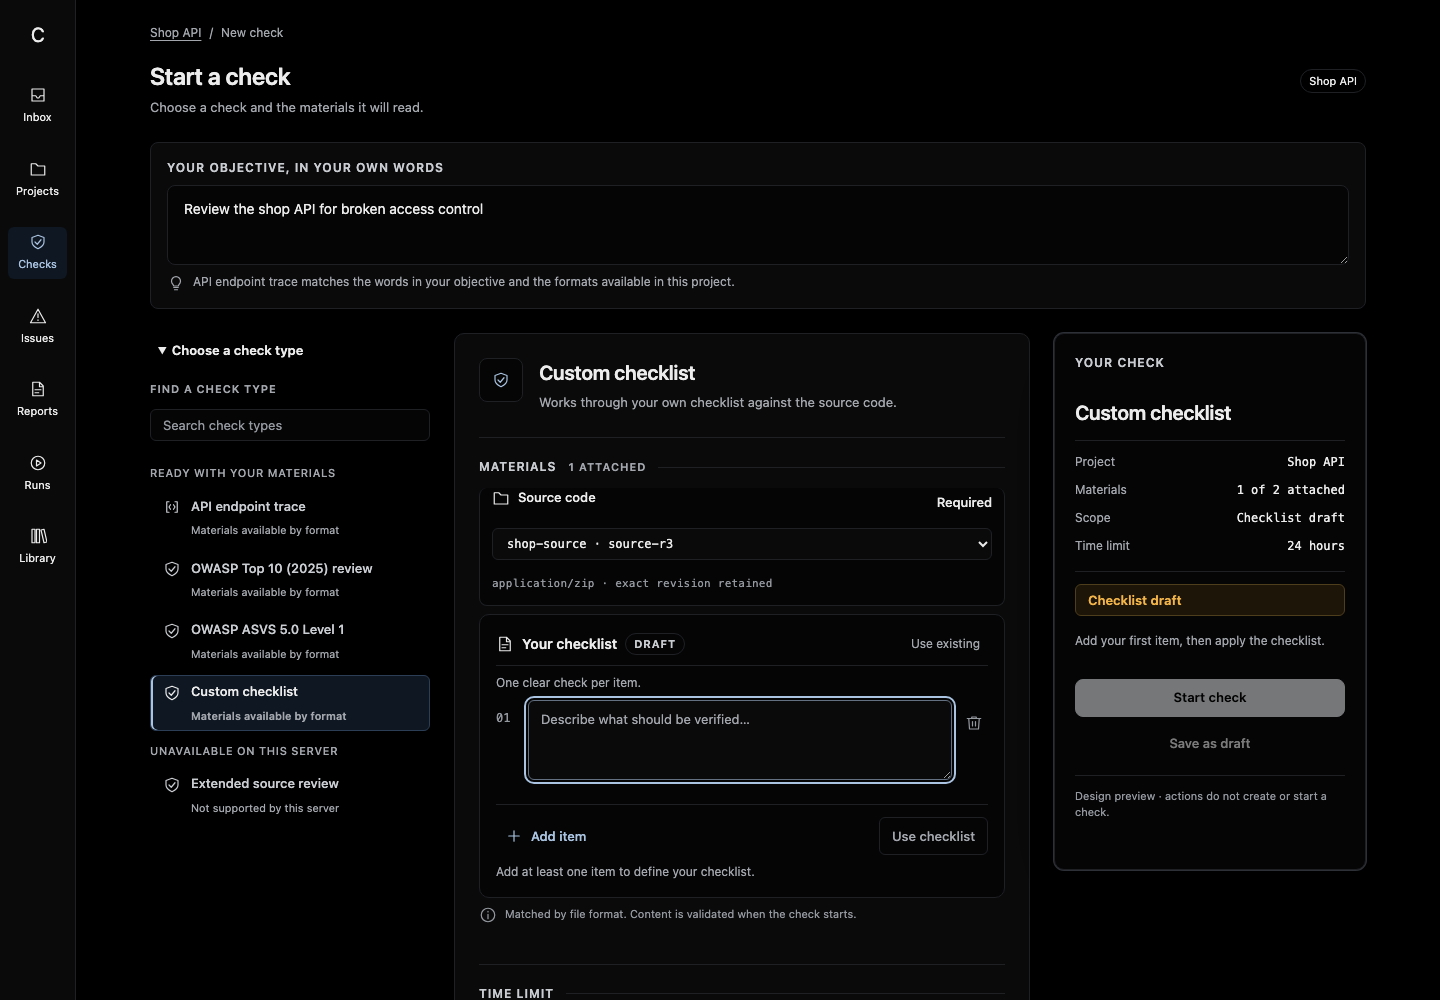 C
Inbox
Projects
Checks
Issues
Reports
Runs
Library
Shop API / New check
Start a check
Choose a check and the materials it will read.
Shop API
YOUR OBJECTIVE, IN YOUR OWN WORDS
Review the shop API for broken access control
API endpoint trace matches the words in your objective and the formats available in this project.
Choose a check type
FIND A CHECK TYPE
Search check types
READY WITH YOUR MATERIALS
API endpoint trace
Materials available by format
OWASP Top 10 (2025) review
Materials available by format
OWASP ASVS 5.0 Level 1
Materials available by format
Custom checklist
Materials available by format
UNAVAILABLE ON THIS SERVER
Extended source review
Not supported by this server
Custom checklist
Works through your own checklist against the source code.
MATERIALS 1 ATTACHED
Source code
Required
shop-source · source-r3
application/zip · exact revision retained
Your checklist DRAFT Use existing
One clear check per item.
01 Describe what should be verified...
Add item Use checklist
Add at least one item to define your checklist.
Matched by file format. Content is validated when the check starts.
TIME LIMIT
YOUR CHECK
Custom checklist
Project Shop API
Materials 1 of 2 attached
Scope Checklist draft
Time limit 24 hours
Checklist draft
Add your first item, then apply the checklist.
Start check
Save as draft
Design preview · actions do not create or start a
check.